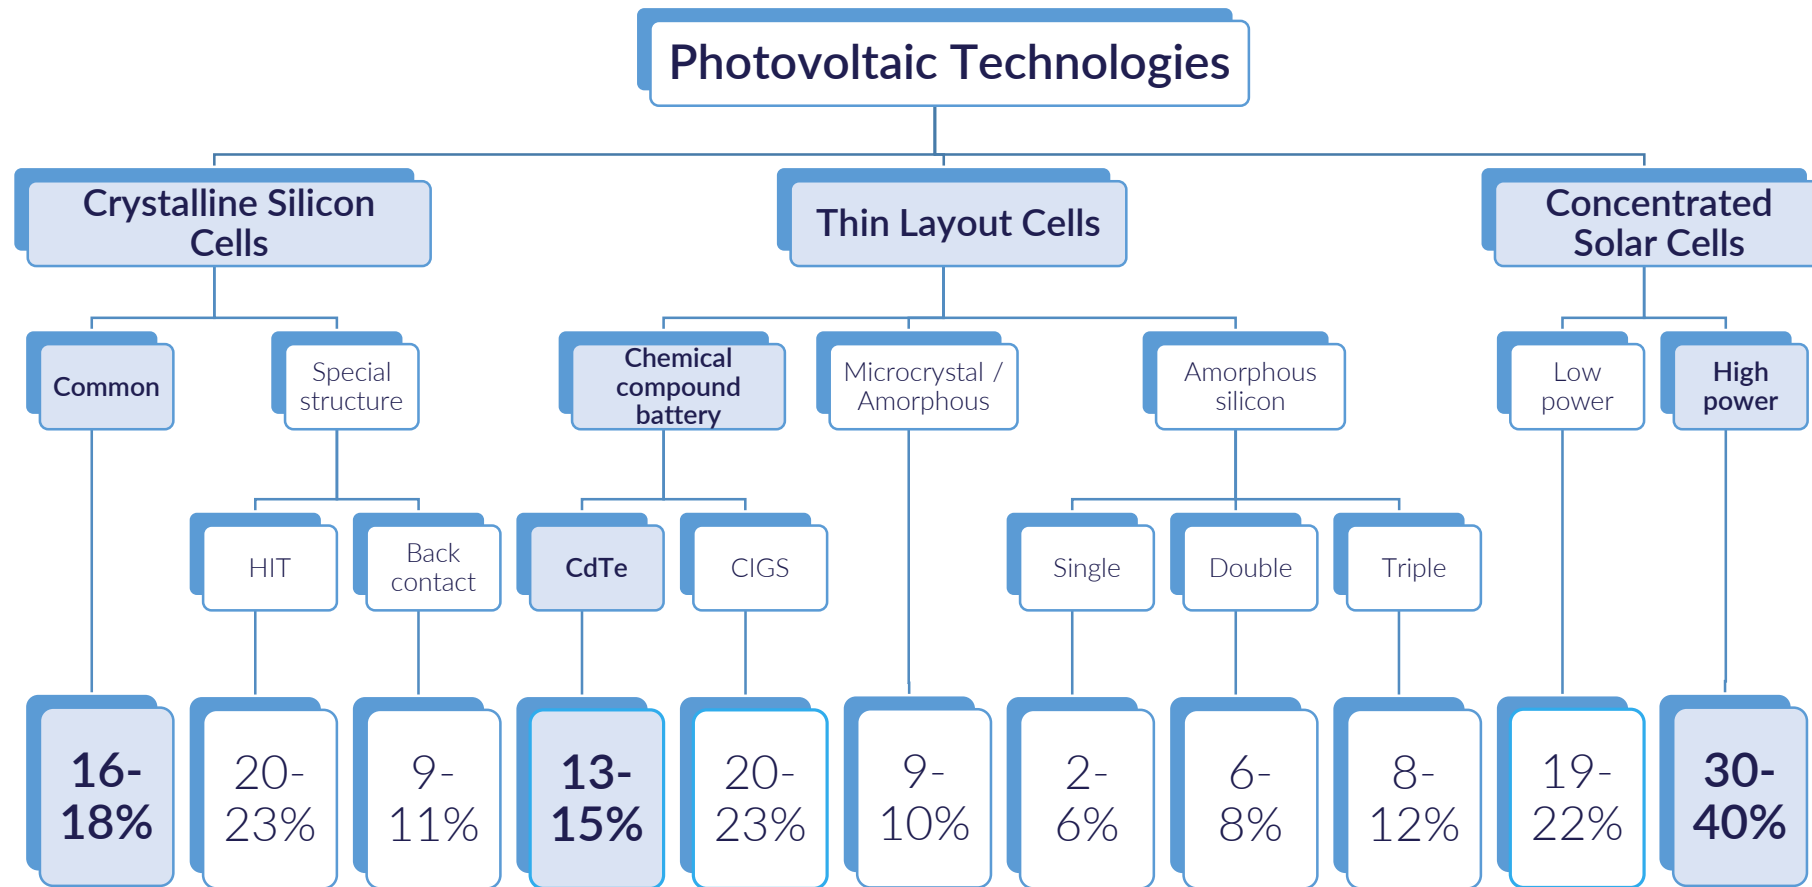 Photovoltaic Technologies
Crystalline Silicon
Cells
Thin Layout Cells
Concentrated
Solar Cells
Common
Special
structure
Chemical
compound
battery
Microcrystal /
Amorphous
Amorphous
silicon
Low
power
High
power
HIT
Back
contact
CdTe
CIGS
Single
Double
Triple
16-
18%
20-
23%
9-
11%
13-
15%
20-
23%
9-
10%
2-
6%
6-
8%
8-
12%
19-
22%
30-
40%